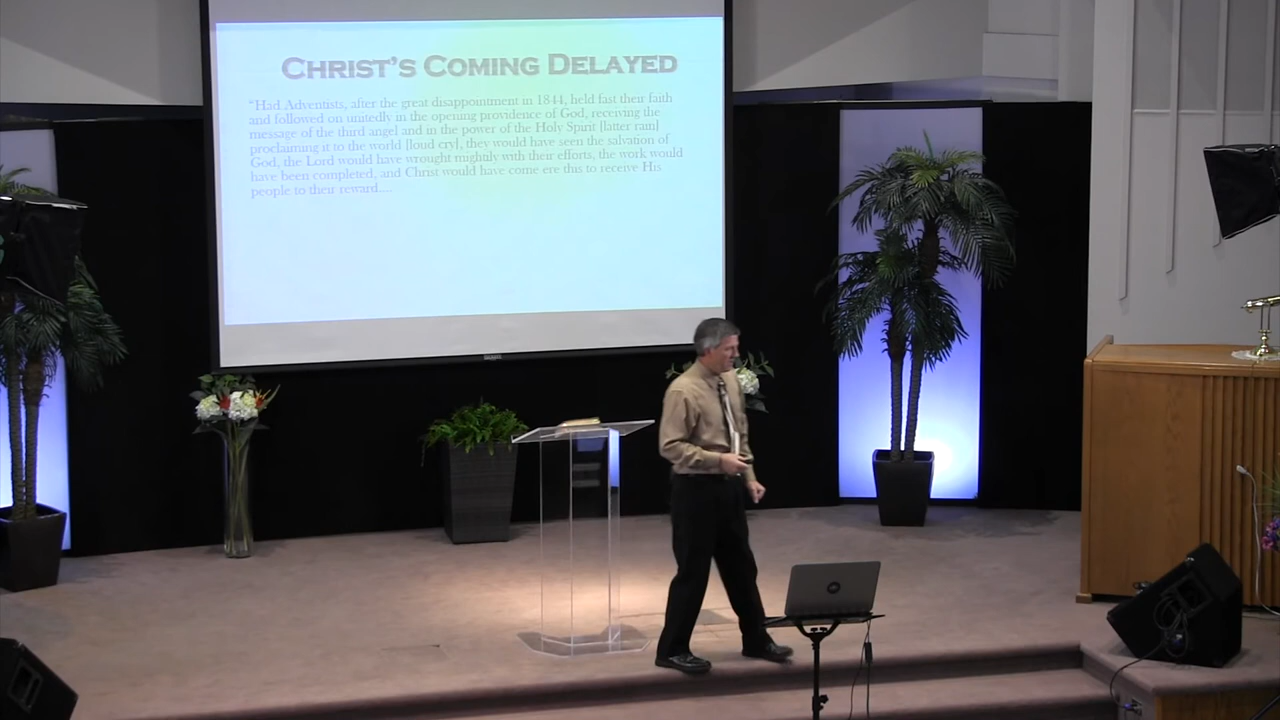 CHRIST'S COMING DELAYED
"Had Adventists, after the great disappointment in 1844, held fast their faith
and followed on unitedly in the opening providence of God, receiving the
message of the third angel and in the power of the Holy Spirit [latter rain]
proclaiming it to the world [loud cry], they would have seen the salvation of
God, the Lord would have wrought mightily with their efforts, the work would
have been completed, and Christ would have come ere this to receive His
people to their reward....